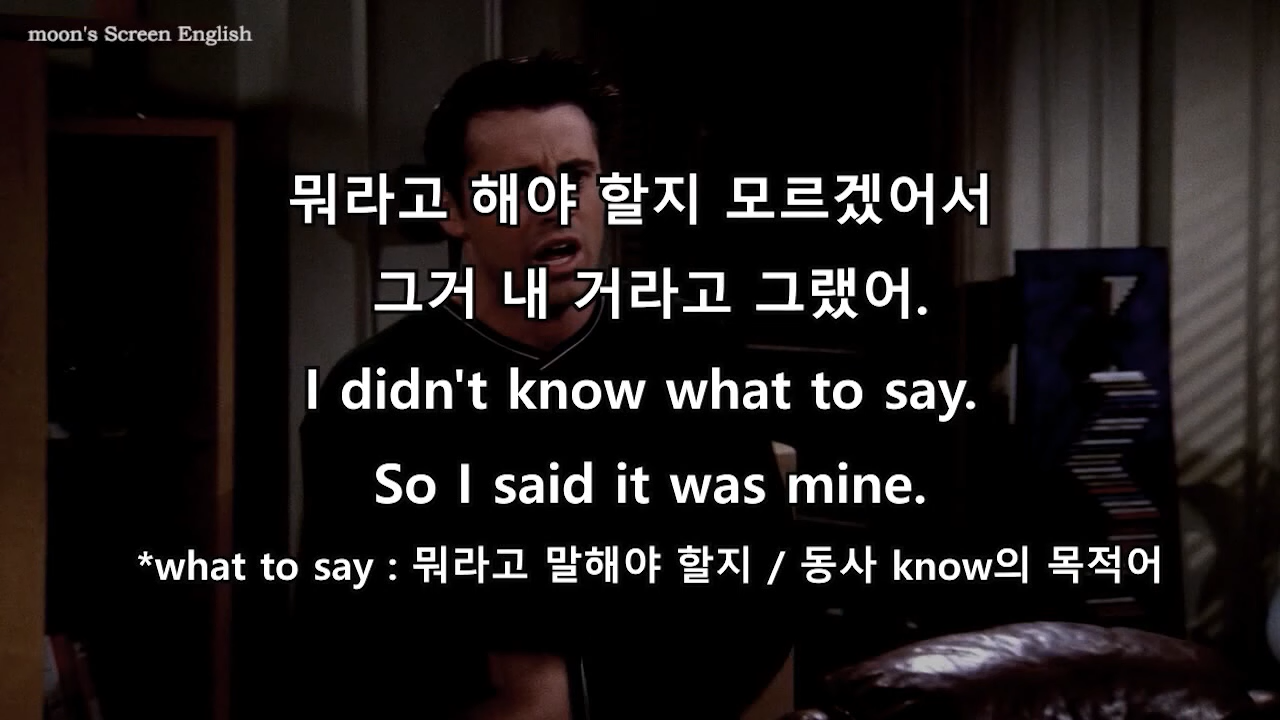 moon's Screen English
뭐라고 해야 할지 모르겠어서
그거 내 거라고 그랬어.
I didn't know what to say.
So I said it was mine.
*what to say : 뭐라고 말해야 할지 / 동사 know의 목적어